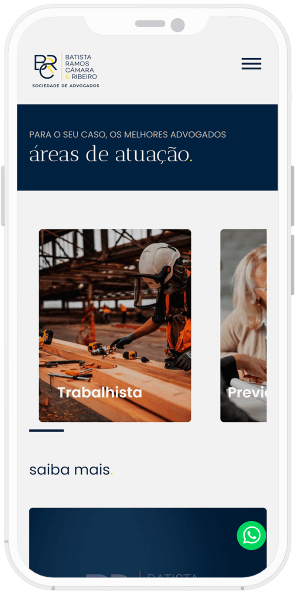 BRC
BATISTA
RAMOS
CÂMARA
& RIBEIRO
SOCIEDADE DE ADVOGADOS
PARA O SEU CASO, OS MELHORES ADVOGADOS
áreas de atuação.
Trabalhista
Previ
saiba mais.
BATISTA